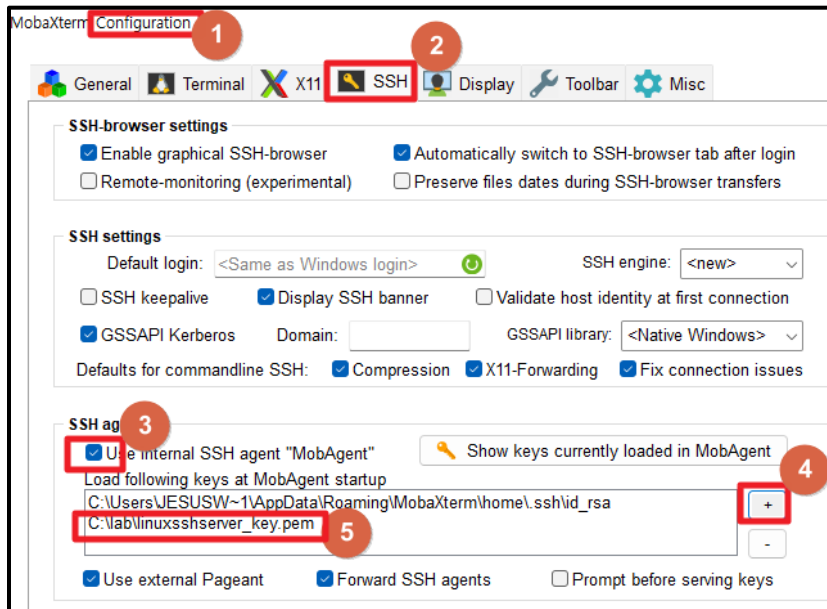 MobaXterm Configuration
1
2
General Terminal X11 SSH Display Toolbar Misc
SSH-browser settings
Enable graphical SSH-browser Automatically switch to SSH-browser tab after login
Remote-monitoring (experimental) Preserve files dates during SSH-browser transfers
SSH settings
Default login: <Same as Windows login> SSH engine: <new>
SSH keepalive Display SSH banner Validate host identity at first connection
GSSAPI Kerberos Domain: GSSAPI library: <Native Windows>
Defaults for commandline SSH: Compression X11-Forwarding Fix connection issues
SSH ag
3
Use internal SSH agent "MobAgent" Show keys currently loaded in MobAgent
4
Load following keys at MobAgent startup
C:\Users\JESUSW~1\AppData\Roaming\MobaXterm\home\.ssh\id_rsa +
C:\lab\linuxsshserver_key.pem 5
-
Use external Pageant Forward SSH agents Prompt before serving keys